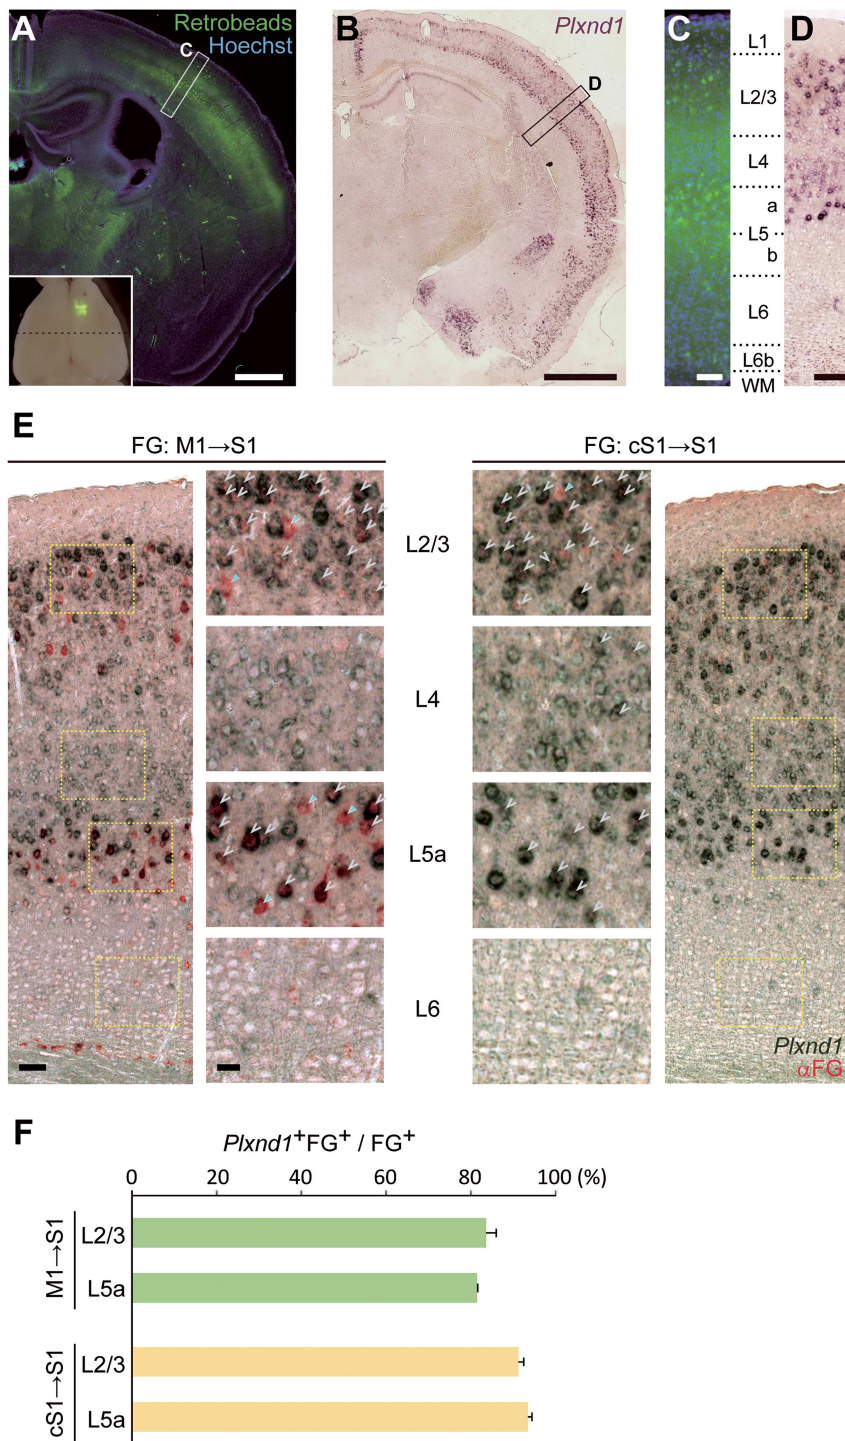 A Retrobeads
Hoechst
C
B Plxnd1
D
C D
L1
L2/3
L4
a
L5
b
L6
L6b
WM
E
FG: M1→S1 FG: cS1→S1
L2/3
L4
L5a
L6
Plxnd1
αFG
F
Plxnd1+FG+ / FG+
0 20 40 60 80 100 (%)
M1→S1
L2/3
L5a
cS1→S1
L2/3
L5a